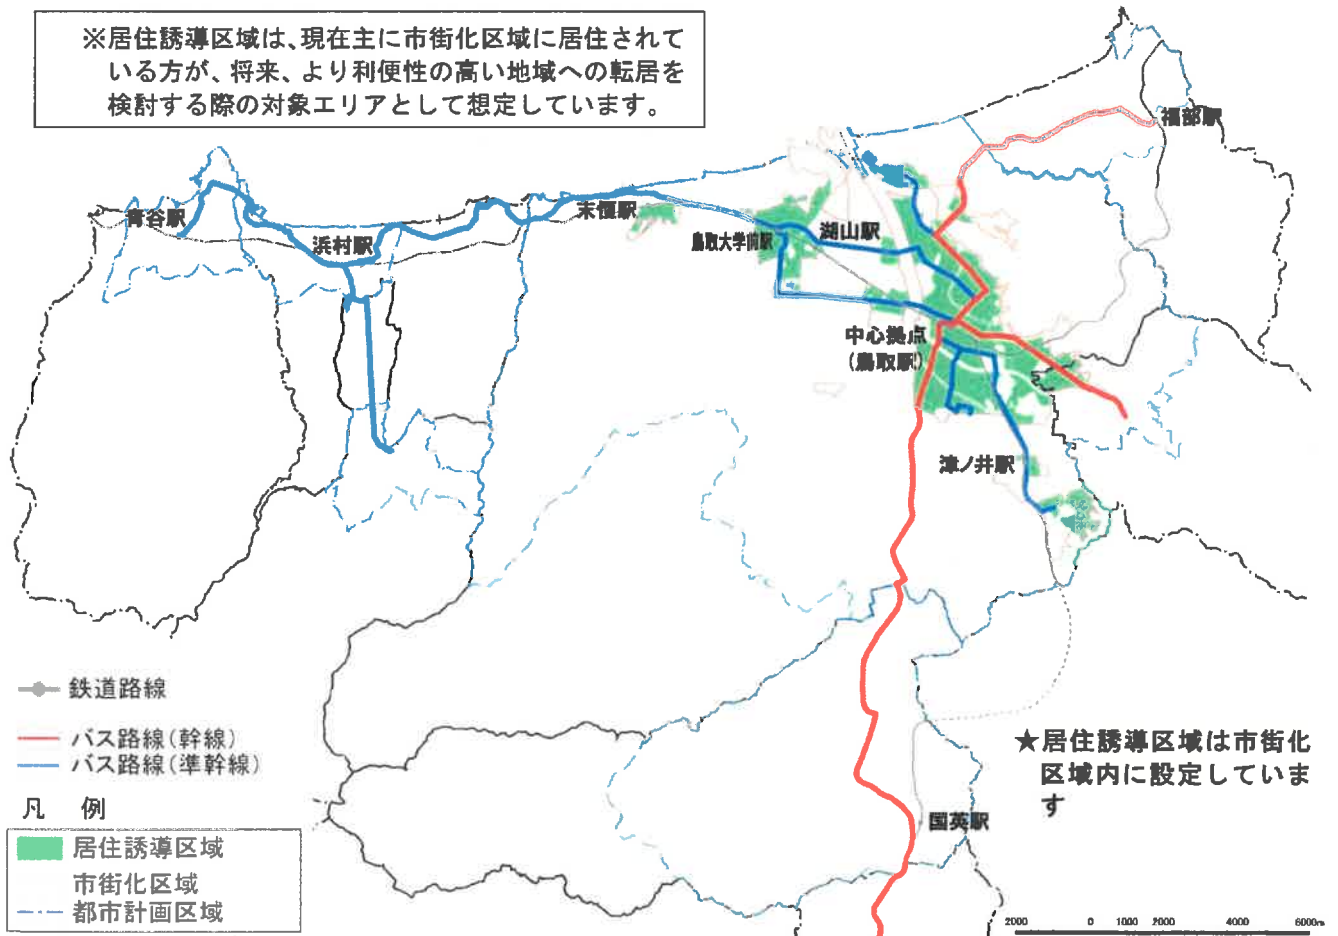 ※居住誘導区域は、現在主に市街化区域に居住されて
いる方が、将来、より利便性の高い地域への転居を
検討する際の対象エリアとして想定しています。
福部駅
青谷駅
浜村駅
末恒駅
鳥取大学前駅
湖山駅
中心拠点
(鳥取駅)
津ノ井駅
鉄道路線
バス路線(幹線)
バス路線(準幹線)
凡 例
居住誘導区域
市街化区域
都市計画区域
★居住誘導区域は市街化
区域内に設定していま
す
国英駅
2000 0 1000 2000 4000 6000m